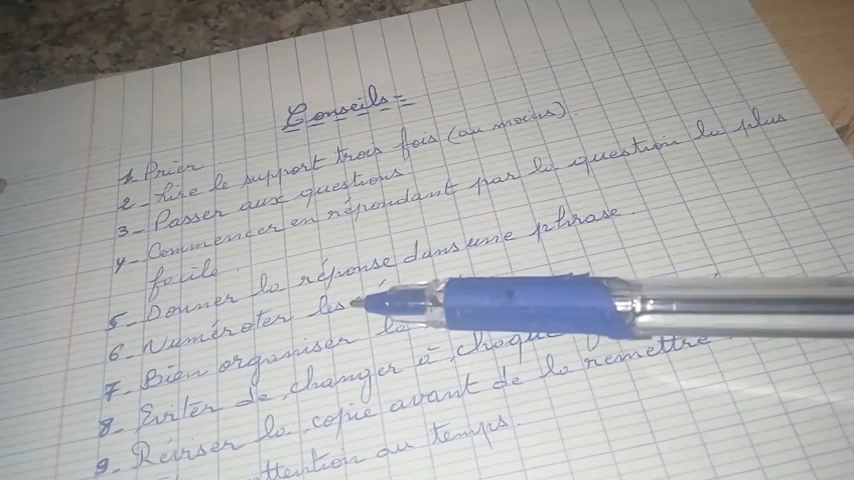 Conseils =
1. Prier
2- Lire le support trois fois (au moins).
3- Passer aux questions
4- Commencer en répondant par la question la plus
facile.
5- Donner la réponse dans une phrase.
6- Numéroter les
7- Bien organiser la
8- Eviter de changer à chaque
9- Réviser la copie avant de la remettre.
attention au temps.